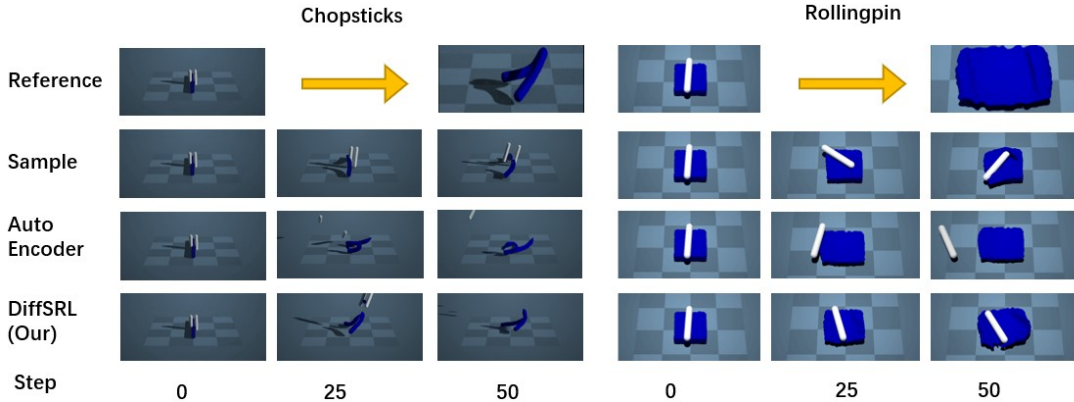 Chopsticks
Rollingpin
Reference
Sample
Auto
Encoder
DiffSRL
(Our)
Step
0
25
50
0
25
50